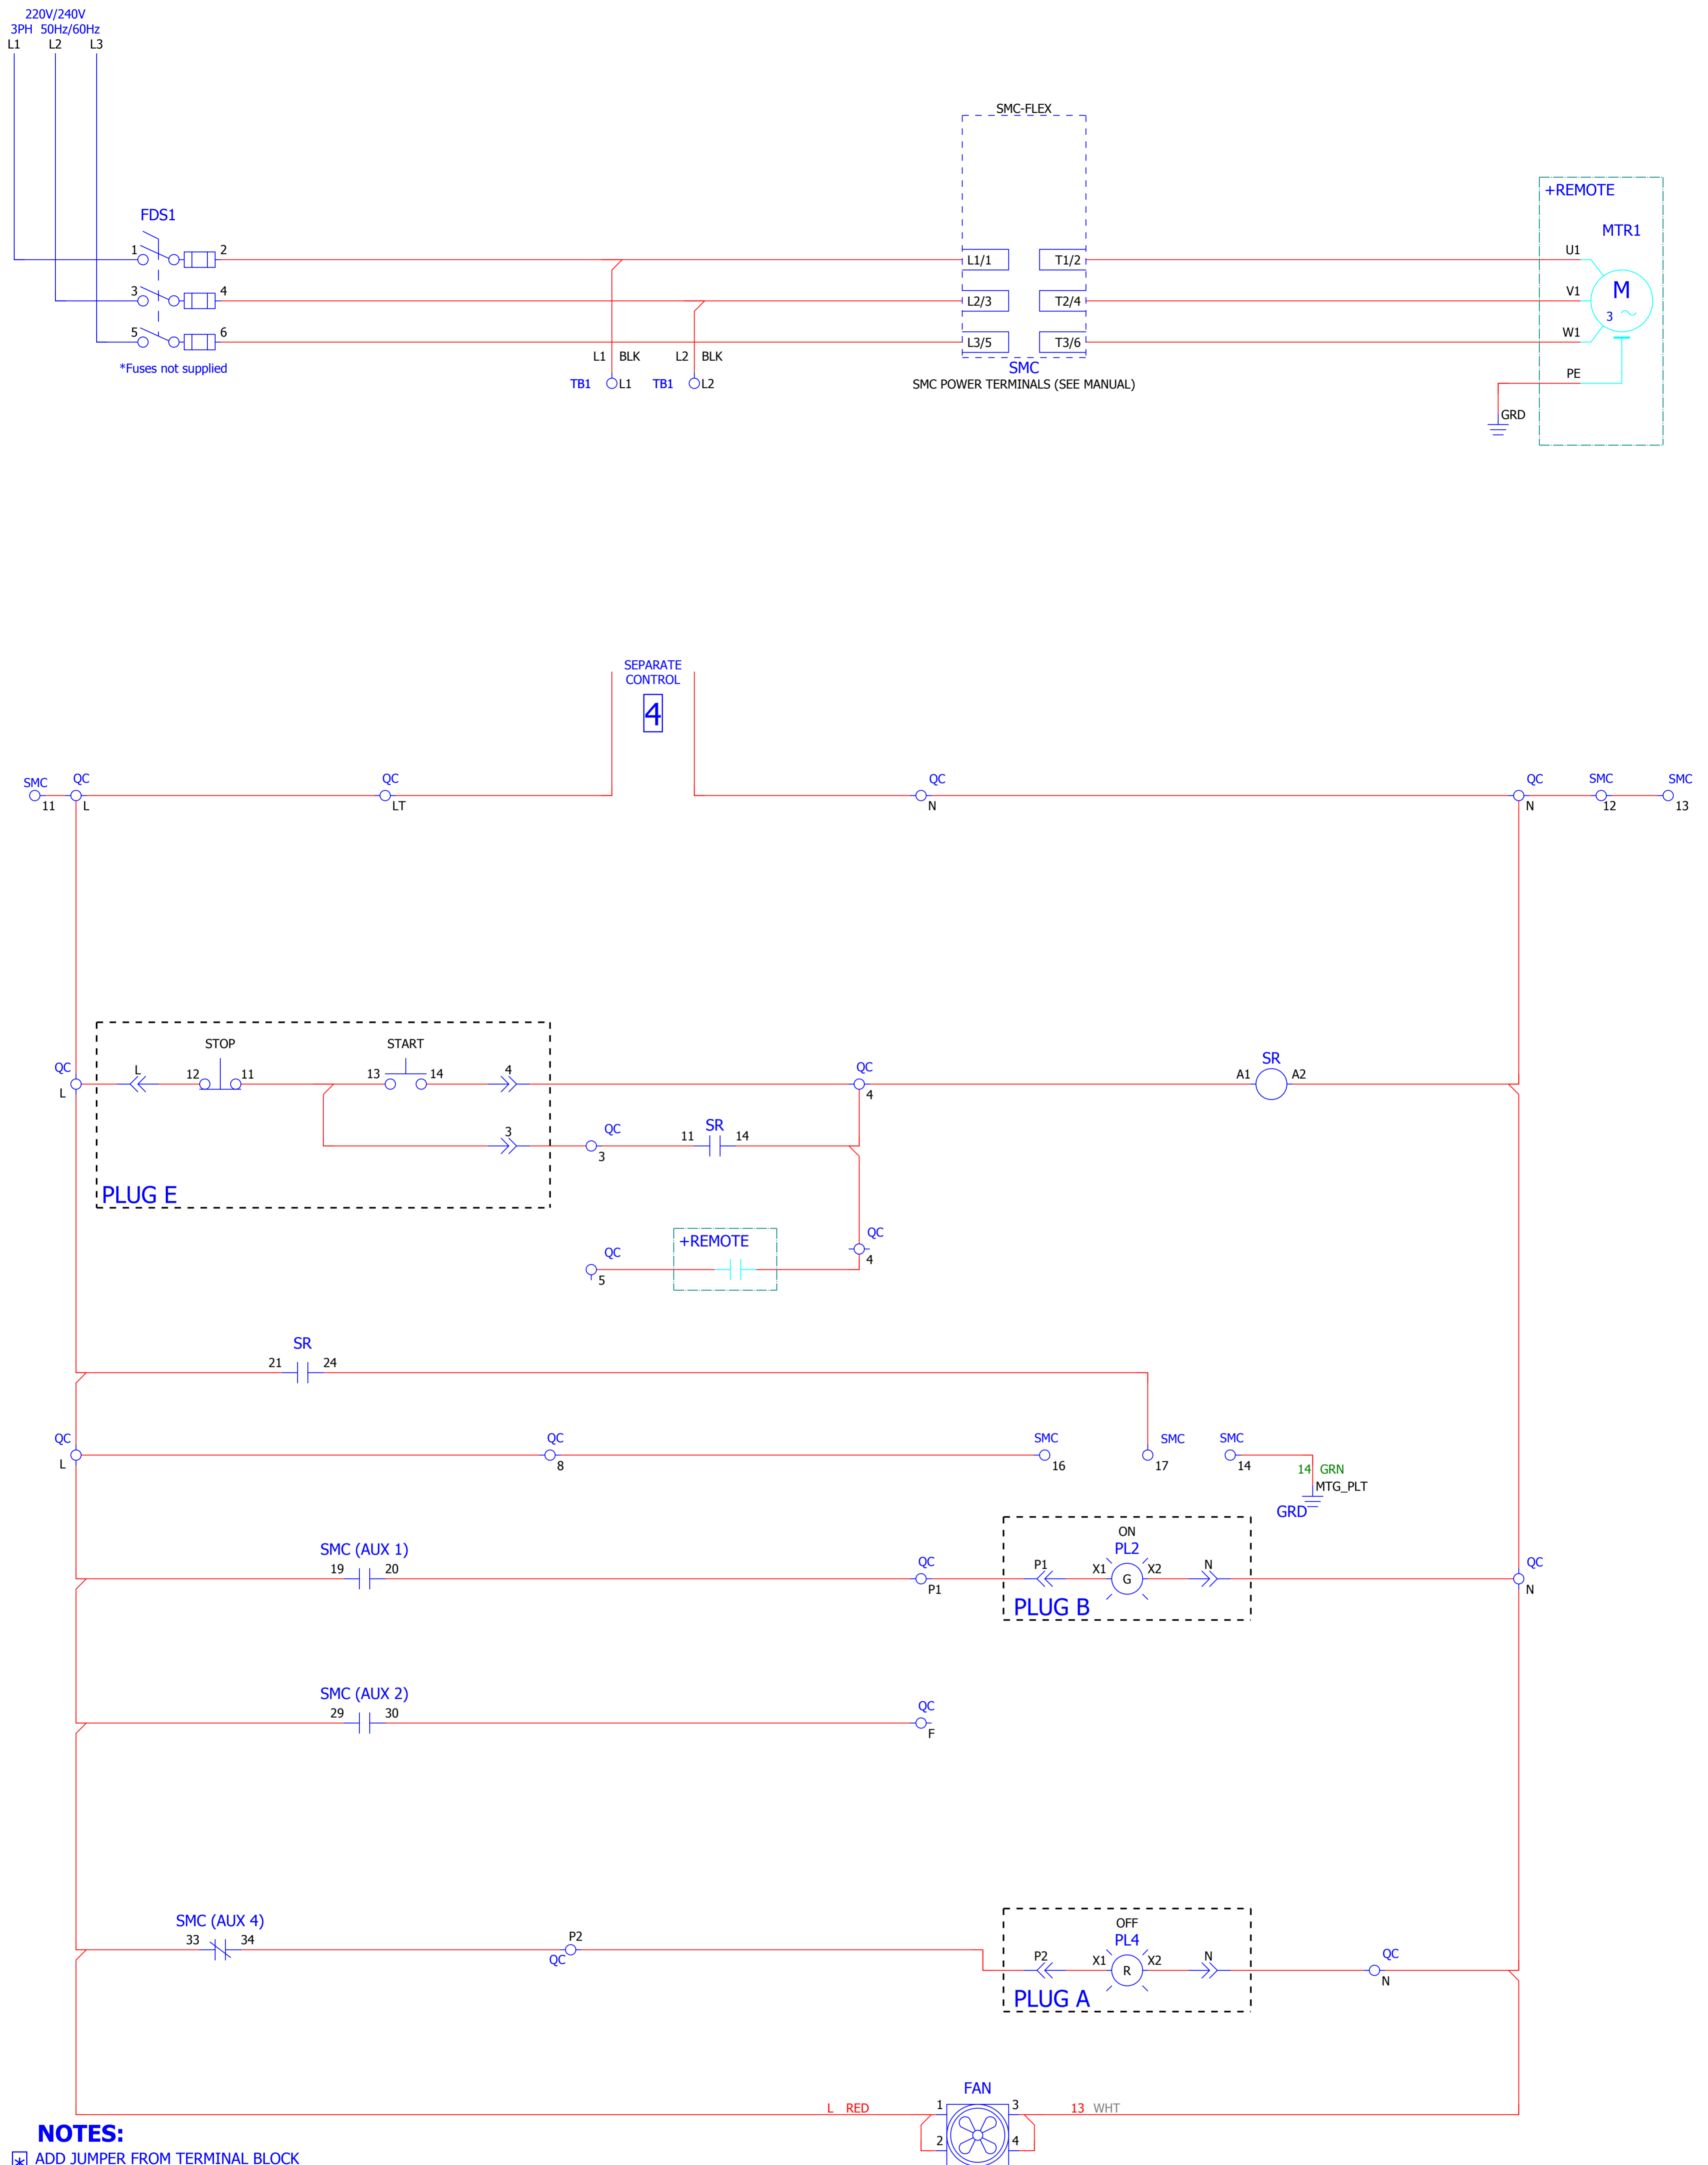 220V/240V
3PH 50Hz/60Hz
L1 L2 L3
SMC-FLEX
+REMOTE
FDS1
MTR1
1 2 L1/1 T1/2 U1
3 4 L2/3 T2/4 V1 M
3
5 6 L3/5 T3/6 W1
*Fuses not supplied
L1 BLK L2 BLK
SMC
TB1 L1 TB1 L2
SMC POWER TERMINALS (SEE MANUAL)
PE
GRD
SEPARATE
CONTROL
4
SMC QC QC QC QC SMC SMC
11 L LT N N 12 13
STOP START
QC L 12 11 13 14 4 QC SR
L 4 A1 A2
3 QC 11 SR 14
3
PLUG E
QC +REMOTE QC
5 4
SR
21 24
QC QC SMC SMC SMC
L 8 16 17 14
14 GRN
MTG_PLT
GRD
ON
SMC (AUX 1) PL2
19 20 QC P1 X1 G X2 N QC
P1 N
PLUG B
SMC (AUX 2)
29 30 QC
F
SMC (AUX 4) OFF
33 34 P2 PL4
QC P2 X1 R X2 N QC
N
PLUG A
FAN
L RED 1 3 13 WHT
2 4
NOTES:
* ADD JUMPER FROM TERMINAL BLOCK